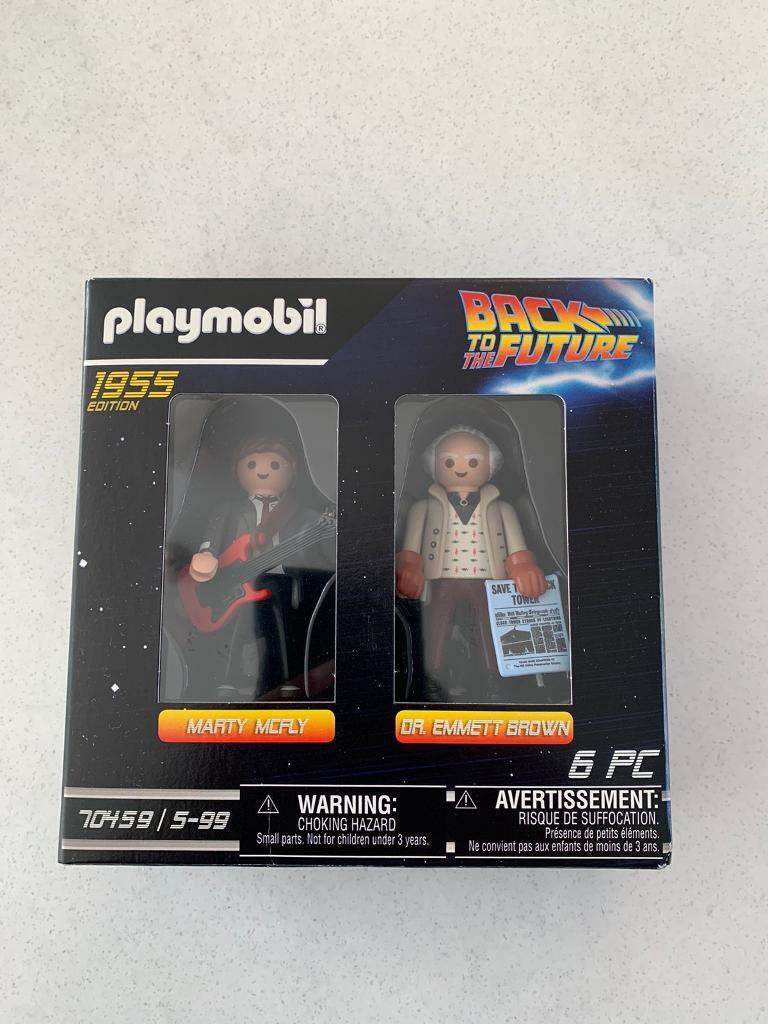 playmobil®
BACK
TO
THE FUTURE
1955
EDITION
SAVE
TOWER
MARTY MCFLY
DR. EMMETT BROWN
6 PC
70459 / 5-99
WARNING:
CHOKING HAZARD
Small parts. Not for children under 3 years.
AVERTISSEMENT:
RISQUE DE SUFFOCATION.
Présence de petits éléments.
Ne convient pas aux enfants de moins de 3 ans.